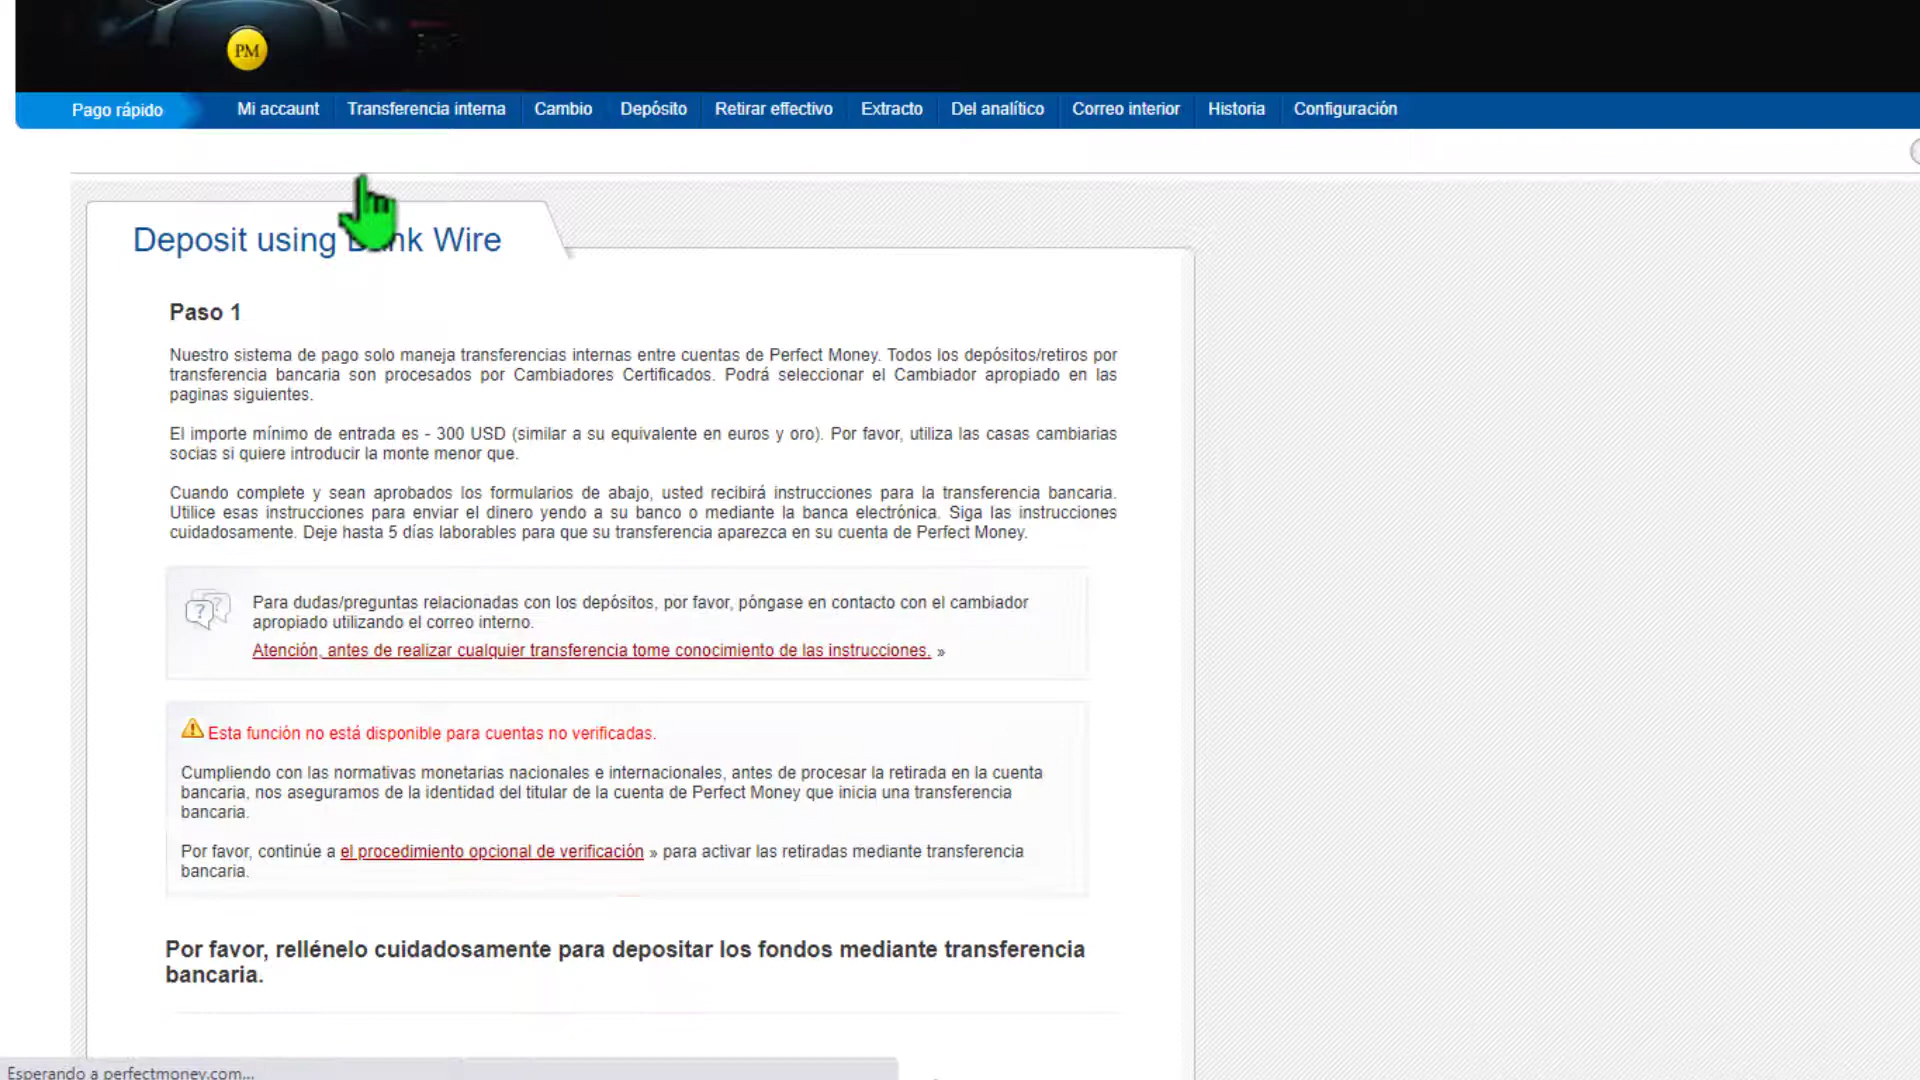 PM
Pago rápido
Mi accaunt
Transferencia interna
Cambio
Depósito
Retirar effectivo
Extracto
Del analítico
Correo interior
Historia
Configuración
Deposit using Bank Wire
Paso 1
Nuestro sistema de pago solo maneja transferencias internas entre cuentas de Perfect Money. Todos los depósitos/retiros por
transferencia bancaria son procesados por Cambiadores Certificados. Podrá seleccionar el Cambiador apropiado en las
paginas siguientes.
El importe mínimo de entrada es - 300 USD (similar a su equivalente en euros y oro). Por favor, utiliza las casas cambiarias
socias si quiere introducir la monte menor que.
Cuando complete y sean aprobados los formularios de abajo, usted recibirá instrucciones para la transferencia bancaria.
Utilice esas instrucciones para enviar el dinero yendo a su banco o mediante la banca electrónica. Siga las instrucciones
cuidadosamente. Deje hasta 5 días laborables para que su transferencia aparezca en su cuenta de Perfect Money.
Para dudas/preguntas relacionadas con los depósitos, por favor, póngase en contacto con el cambiador
apropiado utilizando el correo interno.
Atención, antes de realizar cualquier transferencia tome conocimiento de las instrucciones. »
Esta función no está disponible para cuentas no verificadas.
Cumpliendo con las normativas monetarias nacionales e internacionales, antes de procesar la retirada en la cuenta
bancaria, nos aseguramos de la identidad del titular de la cuenta de Perfect Money que inicia una transferencia
bancaria.
Por favor, continúe a el procedimiento opcional de verificación » para activar las retiradas mediante transferencia
bancaria.
Por favor, rellénelo cuidadosamente para depositar los fondos mediante transferencia
bancaria.
Esperando a perfectmoney.com...